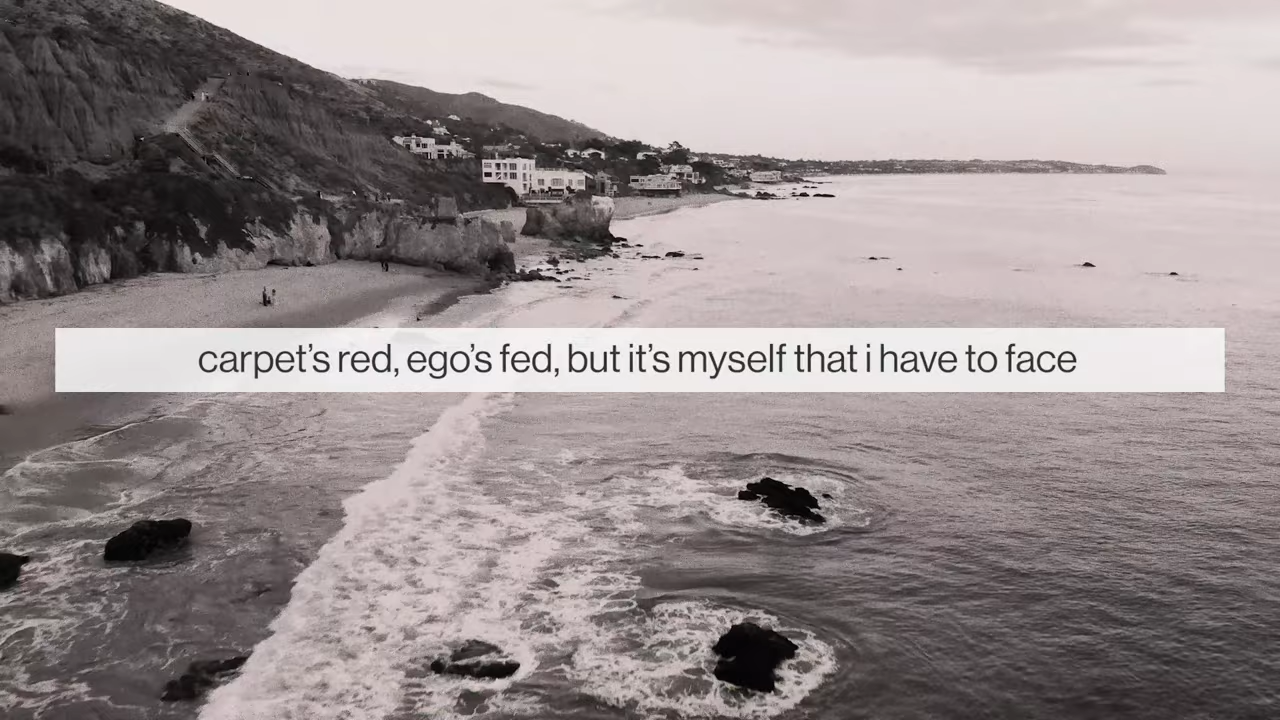 carpet’s red, ego’s fed, but it’s myself that i have to face